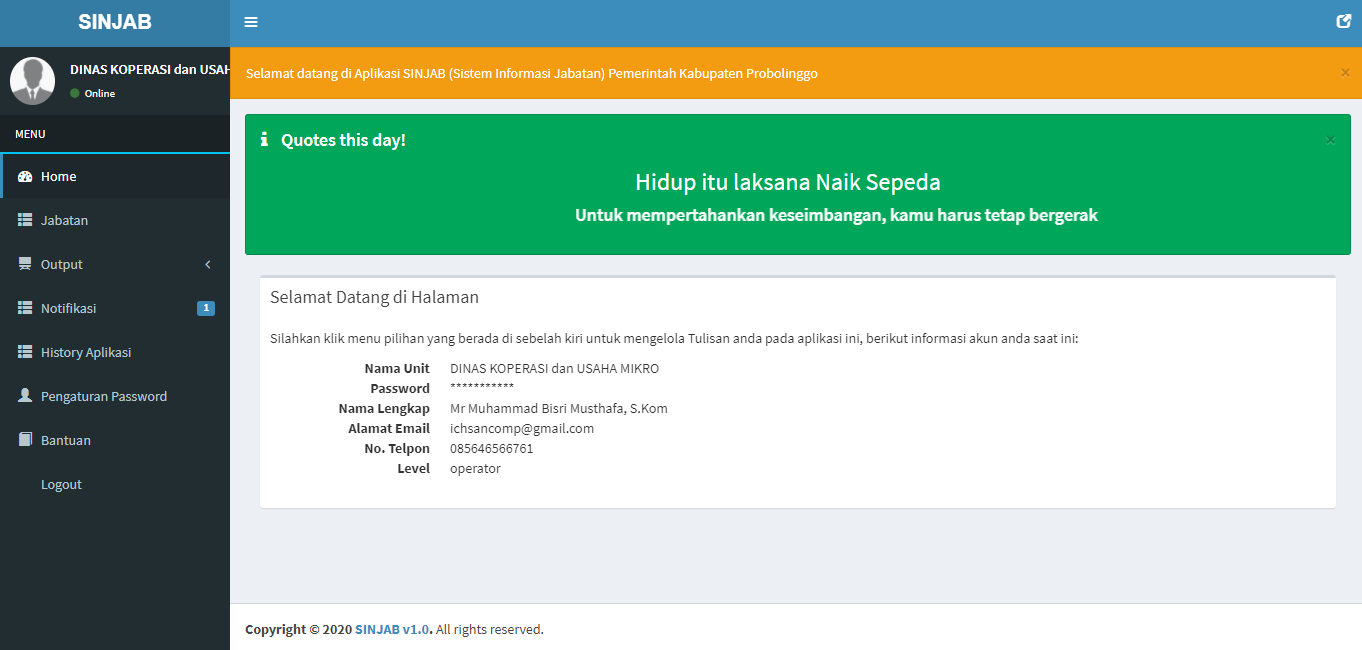 SINJAB
DINAS KOPERASI dan USAH
Online
MENU
Home
Jabatan
Output
Notifikasi 1
History Aplikasi
Pengaturan Password
Bantuan
Logout
Selamat datang di Aplikasi SINJAB (Sistem Informasi Jabatan) Pemerintah Kabupaten Probolinggo ×
Quotes this day! ×
Hidup itu laksana Naik Sepeda
Untuk mempertahankan keseimbangan, kamu harus tetap bergerak
Selamat Datang di Halaman
Silahkan klik menu pilihan yang berada di sebelah kiri untuk mengelola Tulisan anda pada aplikasi ini, berikut informasi akun anda saat ini:
Nama Unit DINAS KOPERASI dan USAHA MIKRO
Password ***********
Nama Lengkap Mr Muhammad Bisri Musthafa, S.Kom
Alamat Email ichsancomp@gmail.com
No. Telpon 085646566761
Level operator
Copyright © 2020 SINJAB v1.0. All rights reserved.